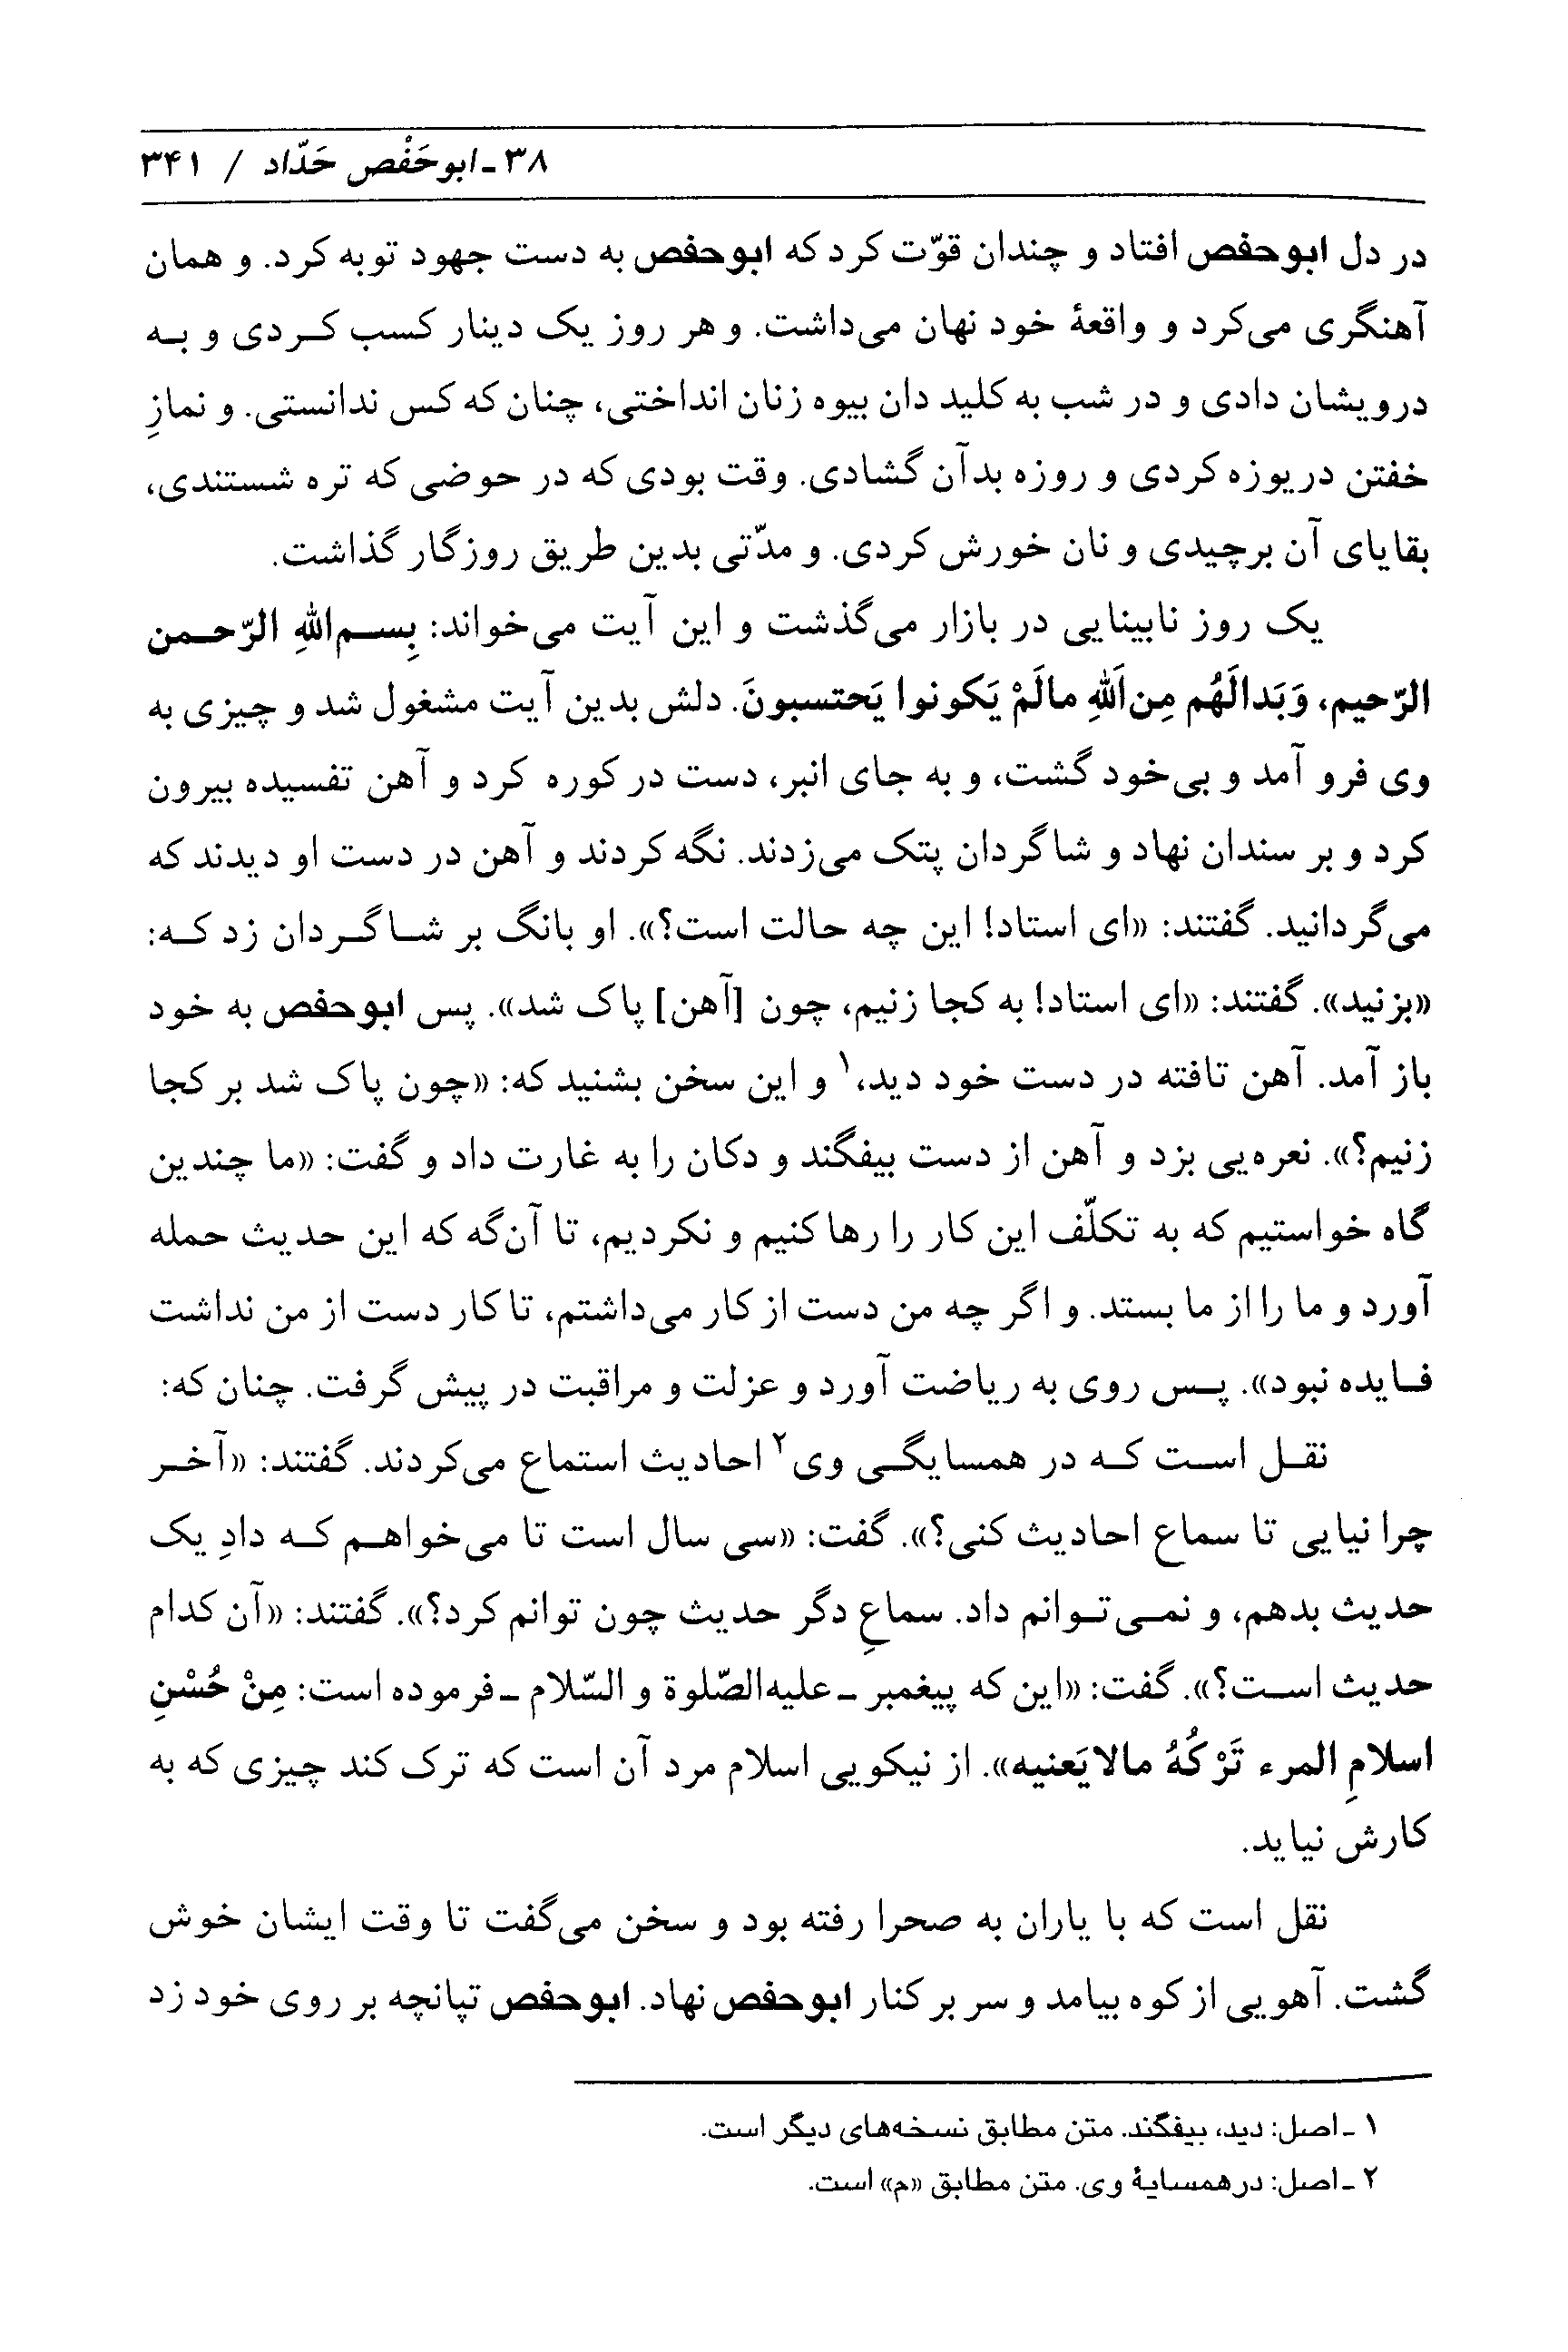 ۳۸-ابوحَفْص حَدّاد / ۳۴۱
در دل ابوحفص افتاد و چندان قوّت کرد که ابوحفص به دست جهود توبه کرد. و همان
آهنگری می‌کرد و واقعهٔ خود نهان می‌داشت. و هر روز یک دینار کسب کردی و به
درویشان دادی و در شب به کلید دان بیوه زنان انداختی، چنان که کس ندانستی. و نمازِ
خفتن دریوزه کردی و روزه بدآن گشادی. وقت بودی که در حوضی که تره شستندی،
بقایای آن برچیدی و نان خورش کردی. و مدّتی بدین طریق روزگار گذاشت.
یک روز نابینایی در بازار می‌گذشت و این آیت می‌خواند: بِسم‌اللهِ الرّحمن
الرّحیم، وَبَدالَهُم مِن‌اَللهِ مالَمْ یَکونوا یَحتسبونَ. دلش بدین آیت مشغول شد و چیزی به
وی فرو آمد و بی‌خود گشت، و به جای انبر، دست در کوره کرد و آهن تفسیده بیرون
کرد و بر سندان نهاد و شاگردان پتک می‌زدند. نگه کردند و آهن در دست او دیدند که
می‌گردانید. گفتند: «ای استاد! این چه حالت است؟». او بانگ بر شاگردان زد که:
«بزنید». گفتند: «ای استاد! به کجا زنیم، چون [آهن] پاک شد». پس ابوحفص به خود
باز آمد. آهن تافته در دست خود دید،۱ و این سخن بشنید که: «چون پاک شد بر کجا
زنیم؟». نعره‌یی بزد و آهن از دست بیفگند و دکان را به غارت داد و گفت: «ما چندین
گاه خواستیم که به تکلّف این کار را رها کنیم و نکردیم، تا آن‌گه که این حدیث حمله
آورد و ما را از ما بستد. و اگر چه من دست از کار می‌داشتم، تا کار دست از من نداشت
فایده نبود». پس روی به ریاضت آورد و عزلت و مراقبت در پیش گرفت. چنان که:
نقل است که در همسایگی وی۲ احادیث استماع می‌کردند. گفتند: «آخر
چرا نیایی تا سماع احادیث کنی؟». گفت: «سی سال است تا می‌خواهم که دادِ یک
حدیث بدهم، و نمی‌توانم داد. سماعِ دگر حدیث چون توانم کرد؟». گفتند: «آن کدام
حدیث است؟». گفت: «این که پیغمبر -علیه‌الصّلوة و السّلام -فرموده است: مِنْ حُسْنِ
اسلامِ المرء تَرْکُهُ مالایَعنیه». از نیکویی اسلام مرد آن است که ترک کند چیزی که به
کارش نیاید.
نقل است که با یاران به صحرا رفته بود و سخن می‌گفت تا وقت ایشان خوش
گشت. آهویی از کوه بیامد و سر بر کنار ابوحفص نهاد. ابوحفص تپانچه بر روی خود زد
۱ -اصل: دید، بیفگند. متن مطابق نسخه‌های دیگر است.
۲ -اصل: در همسایهٔ وی. متن مطابق «م» است.